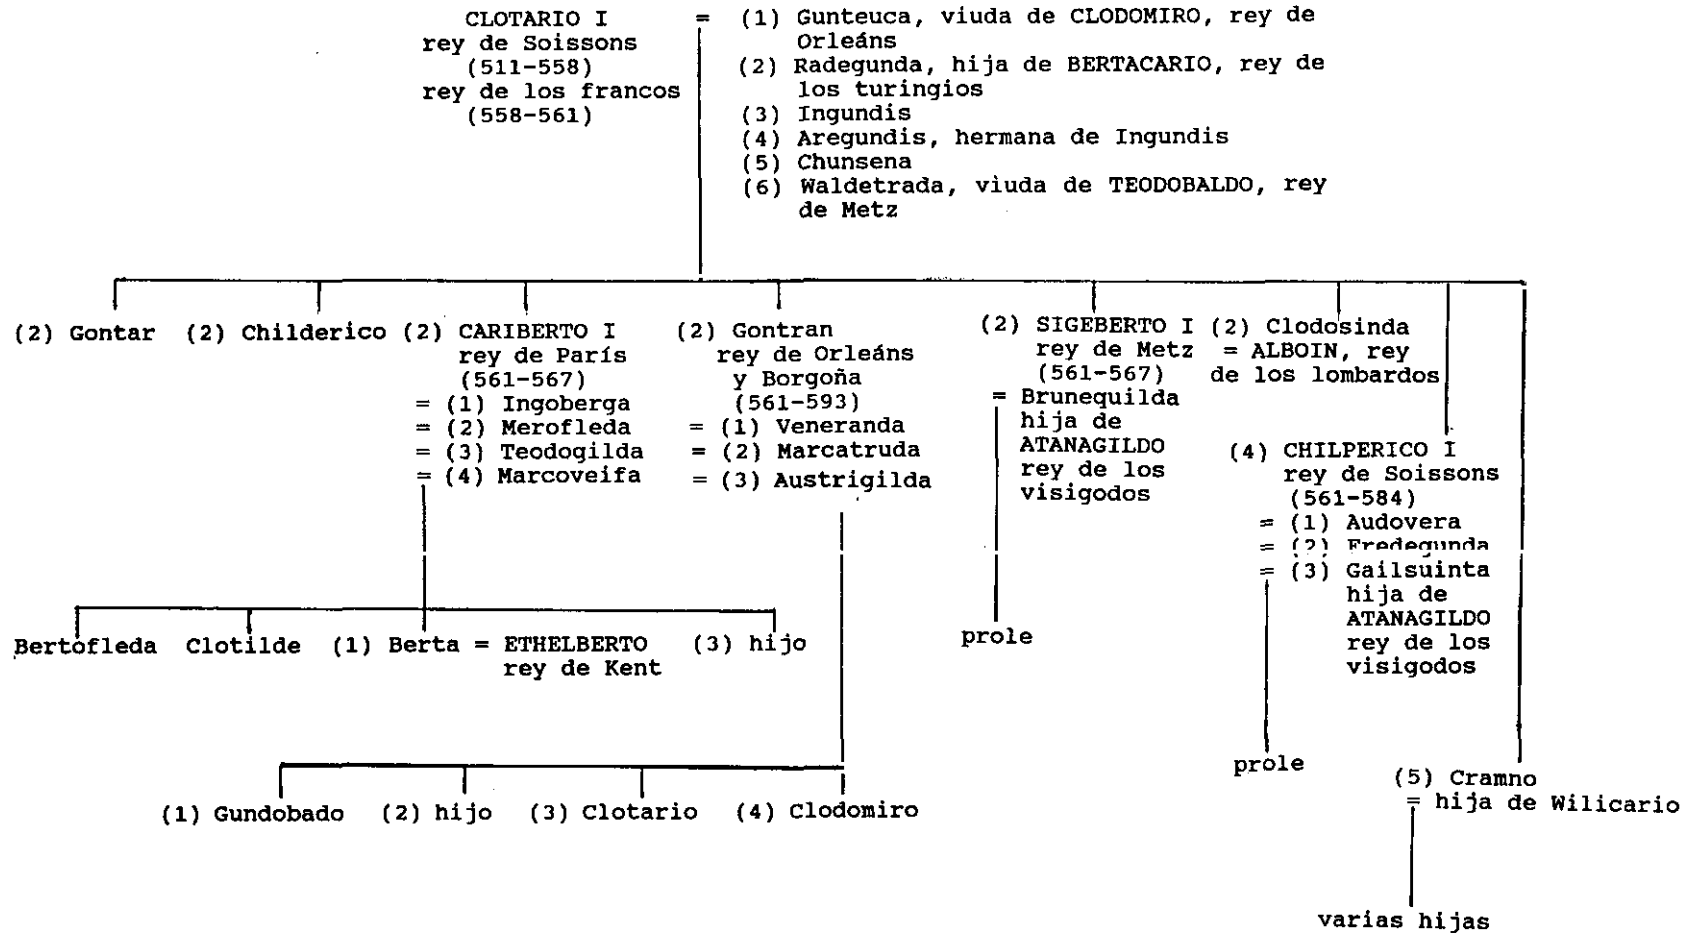 CLOTARIO I
rey de Soissons
(511-558)
rey de los francos
(558-561)
= (1) Gunteuca, viuda de CLODOMIRO, rey de
Orleáns
(2) Radegunda, hija de BERTACARIO, rey de
los turingios
(3) Ingundis
(4) Aregundis, hermana de Ingundis
(5) Chunsena
(6) Waldetrada, viuda de TEODOBALDO, rey
de Metz
(2) Gontar
(2) Childerico
(2) CARIBERTO I
rey de París
(561-567)
= (1) Ingoberga
= (2) Merofleda
= (3) Teodogilda
= (4) Marcoveifa
(2) Gontran
rey de Orleáns
y Borgoña
(561-593)
= (1) Veneranda
= (2) Marcatruda
= (3) Austrigilda
(2) SIGEBERTO I
rey de Metz
(561-567)
= Brunequilda
hija de
ATANAGILDO
rey de los
visigodos
(2) Clodosinda
= ALBOIN, rey
de los lombardos
(4) CHILPERICO I
rey de Soissons
(561-584)
= (1) Audovera
= (2) Fredegunda
= (3) Gailsuinta
hija de
ATANAGILDO
rey de los
visigodos
Bertofleda
Clotilde
(1) Berta = ETHELBERTO
rey de Kent
(3) hijo
prole
prole
(5) Cramno
= hija de Wilicario
(1) Gundobado
(2) hijo
(3) Clotario
(4) Clodomiro
varias hijas